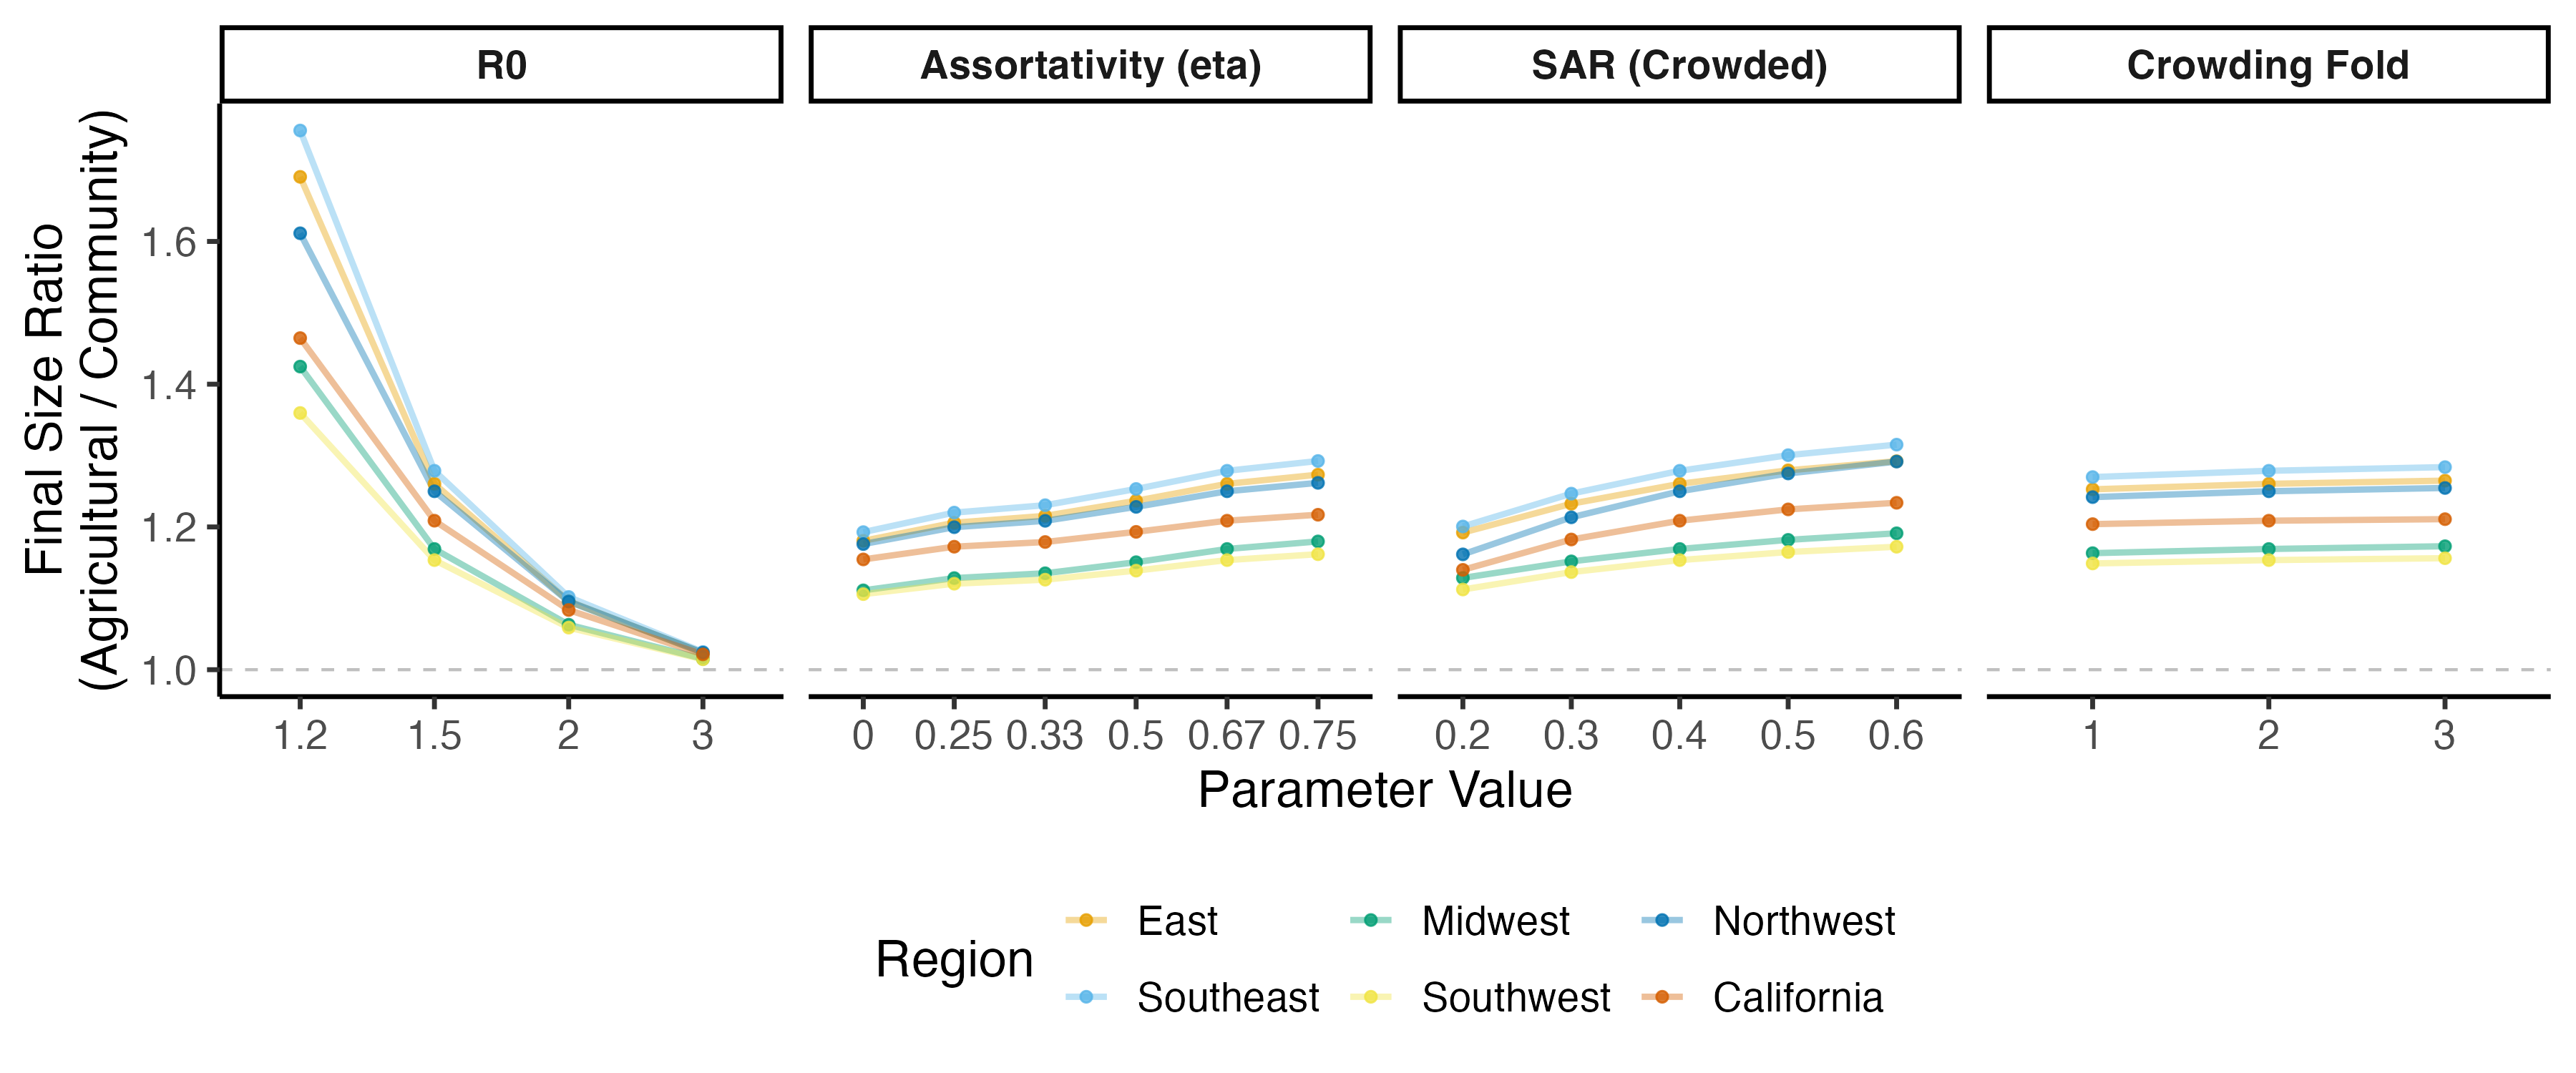 R0
Assortativity (eta)
SAR (Crowded)
Crowding Fold
Final Size Ratio
(Agricultural / Community)
1.6
1.4
1.2
1.0
1.2 1.5 2 3
0 0.25 0.33 0.5 0.67 0.75
0.2 0.3 0.4 0.5 0.6
1 2 3
Parameter Value
Region
East
Midwest
Northwest
Southeast
Southwest
California